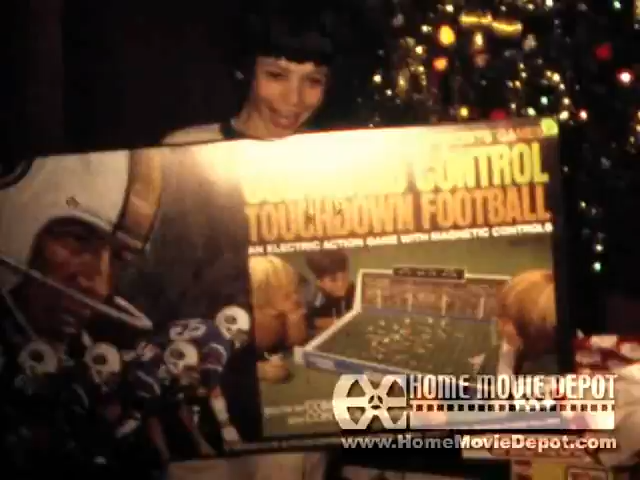 CONTROL
TOUCHDOWN FOOTBALL
AN ELECTRIC ACTION GAME WITH MAGNETIC CONTROLS
HOME MOVIE DEPOT
www.HomeMovieDepot.com